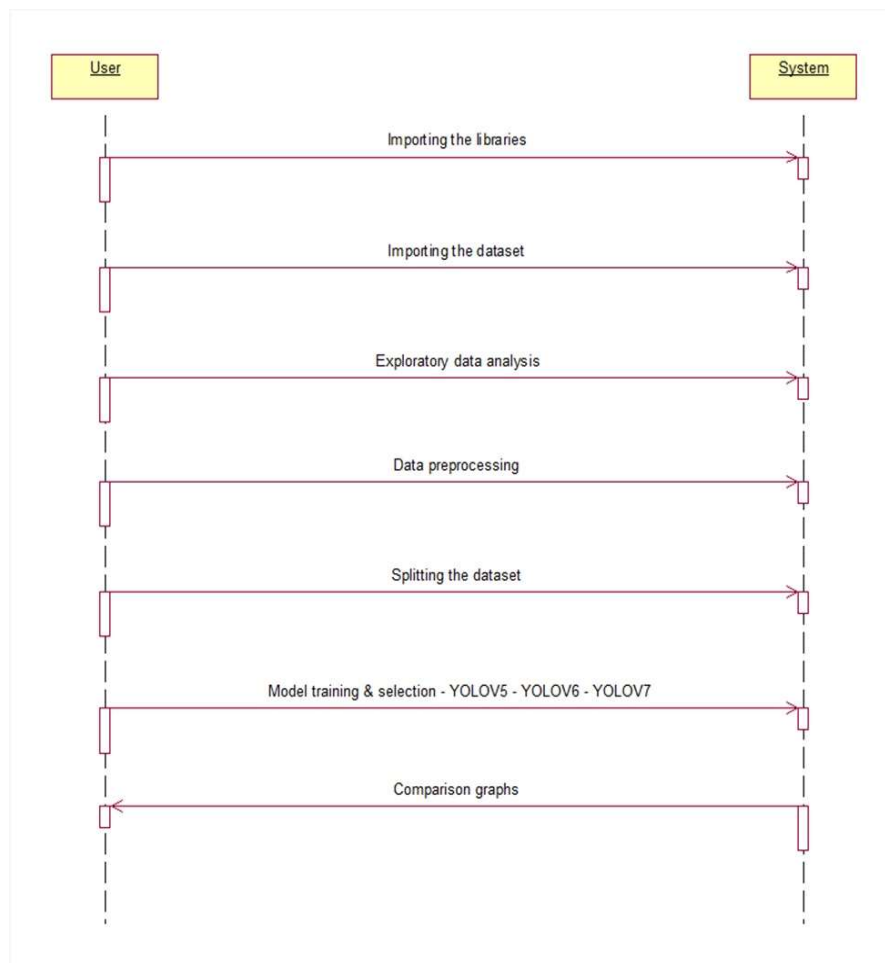 User
System
Importing the libraries
Importing the dataset
Exploratory data analysis
Data preprocessing
Splitting the dataset
Model training & selection - YOLOV5 - YOLOV6 - YOLOV7
Comparison graphs